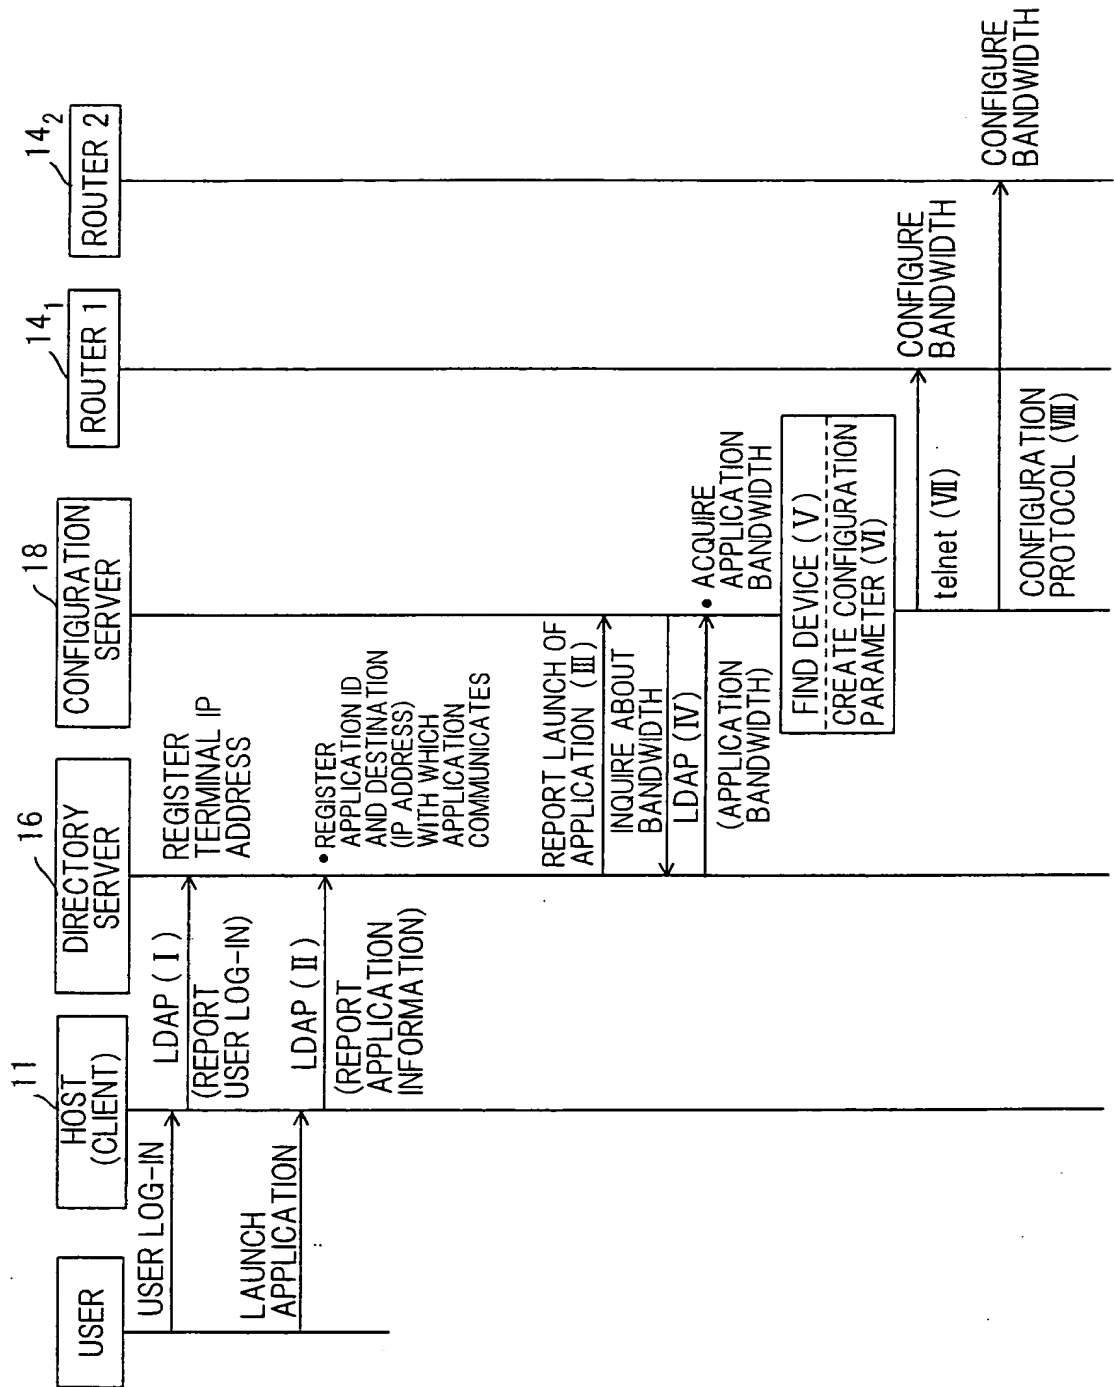 USER
11
HOST
(CLIENT)
16
DIRECTORY
SERVER
18
CONFIGURATION
SERVER
14₁
ROUTER 1
14₂
ROUTER 2
USER LOG-IN
LDAP (Ⅰ)
(REPORT
USER LOG-IN)
REGISTER
TERMINAL IP
ADDRESS
LAUNCH
APPLICATION
LDAP (Ⅱ)
(REPORT
APPLICATION
INFORMATION)
• REGISTER
APPLICATION ID
AND DESTINATION
(IP ADDRESS)
WITH WHICH
APPLICATION
COMMUNICATES
REPORT LAUNCH OF
APPLICATION (Ⅲ)
INQUIRE ABOUT
BANDWIDTH
LDAP (Ⅳ)
(APPLICATION
BANDWIDTH)
• ACQUIRE
APPLICATION
BANDWIDTH
FIND DEVICE (Ⅴ)
CREATE CONFIGURATION
PARAMETER (Ⅵ)
telnet (Ⅶ)
CONFIGURE
BANDWIDTH
CONFIGURATION
PROTOCOL (Ⅷ)
CONFIGURE
BANDWIDTH